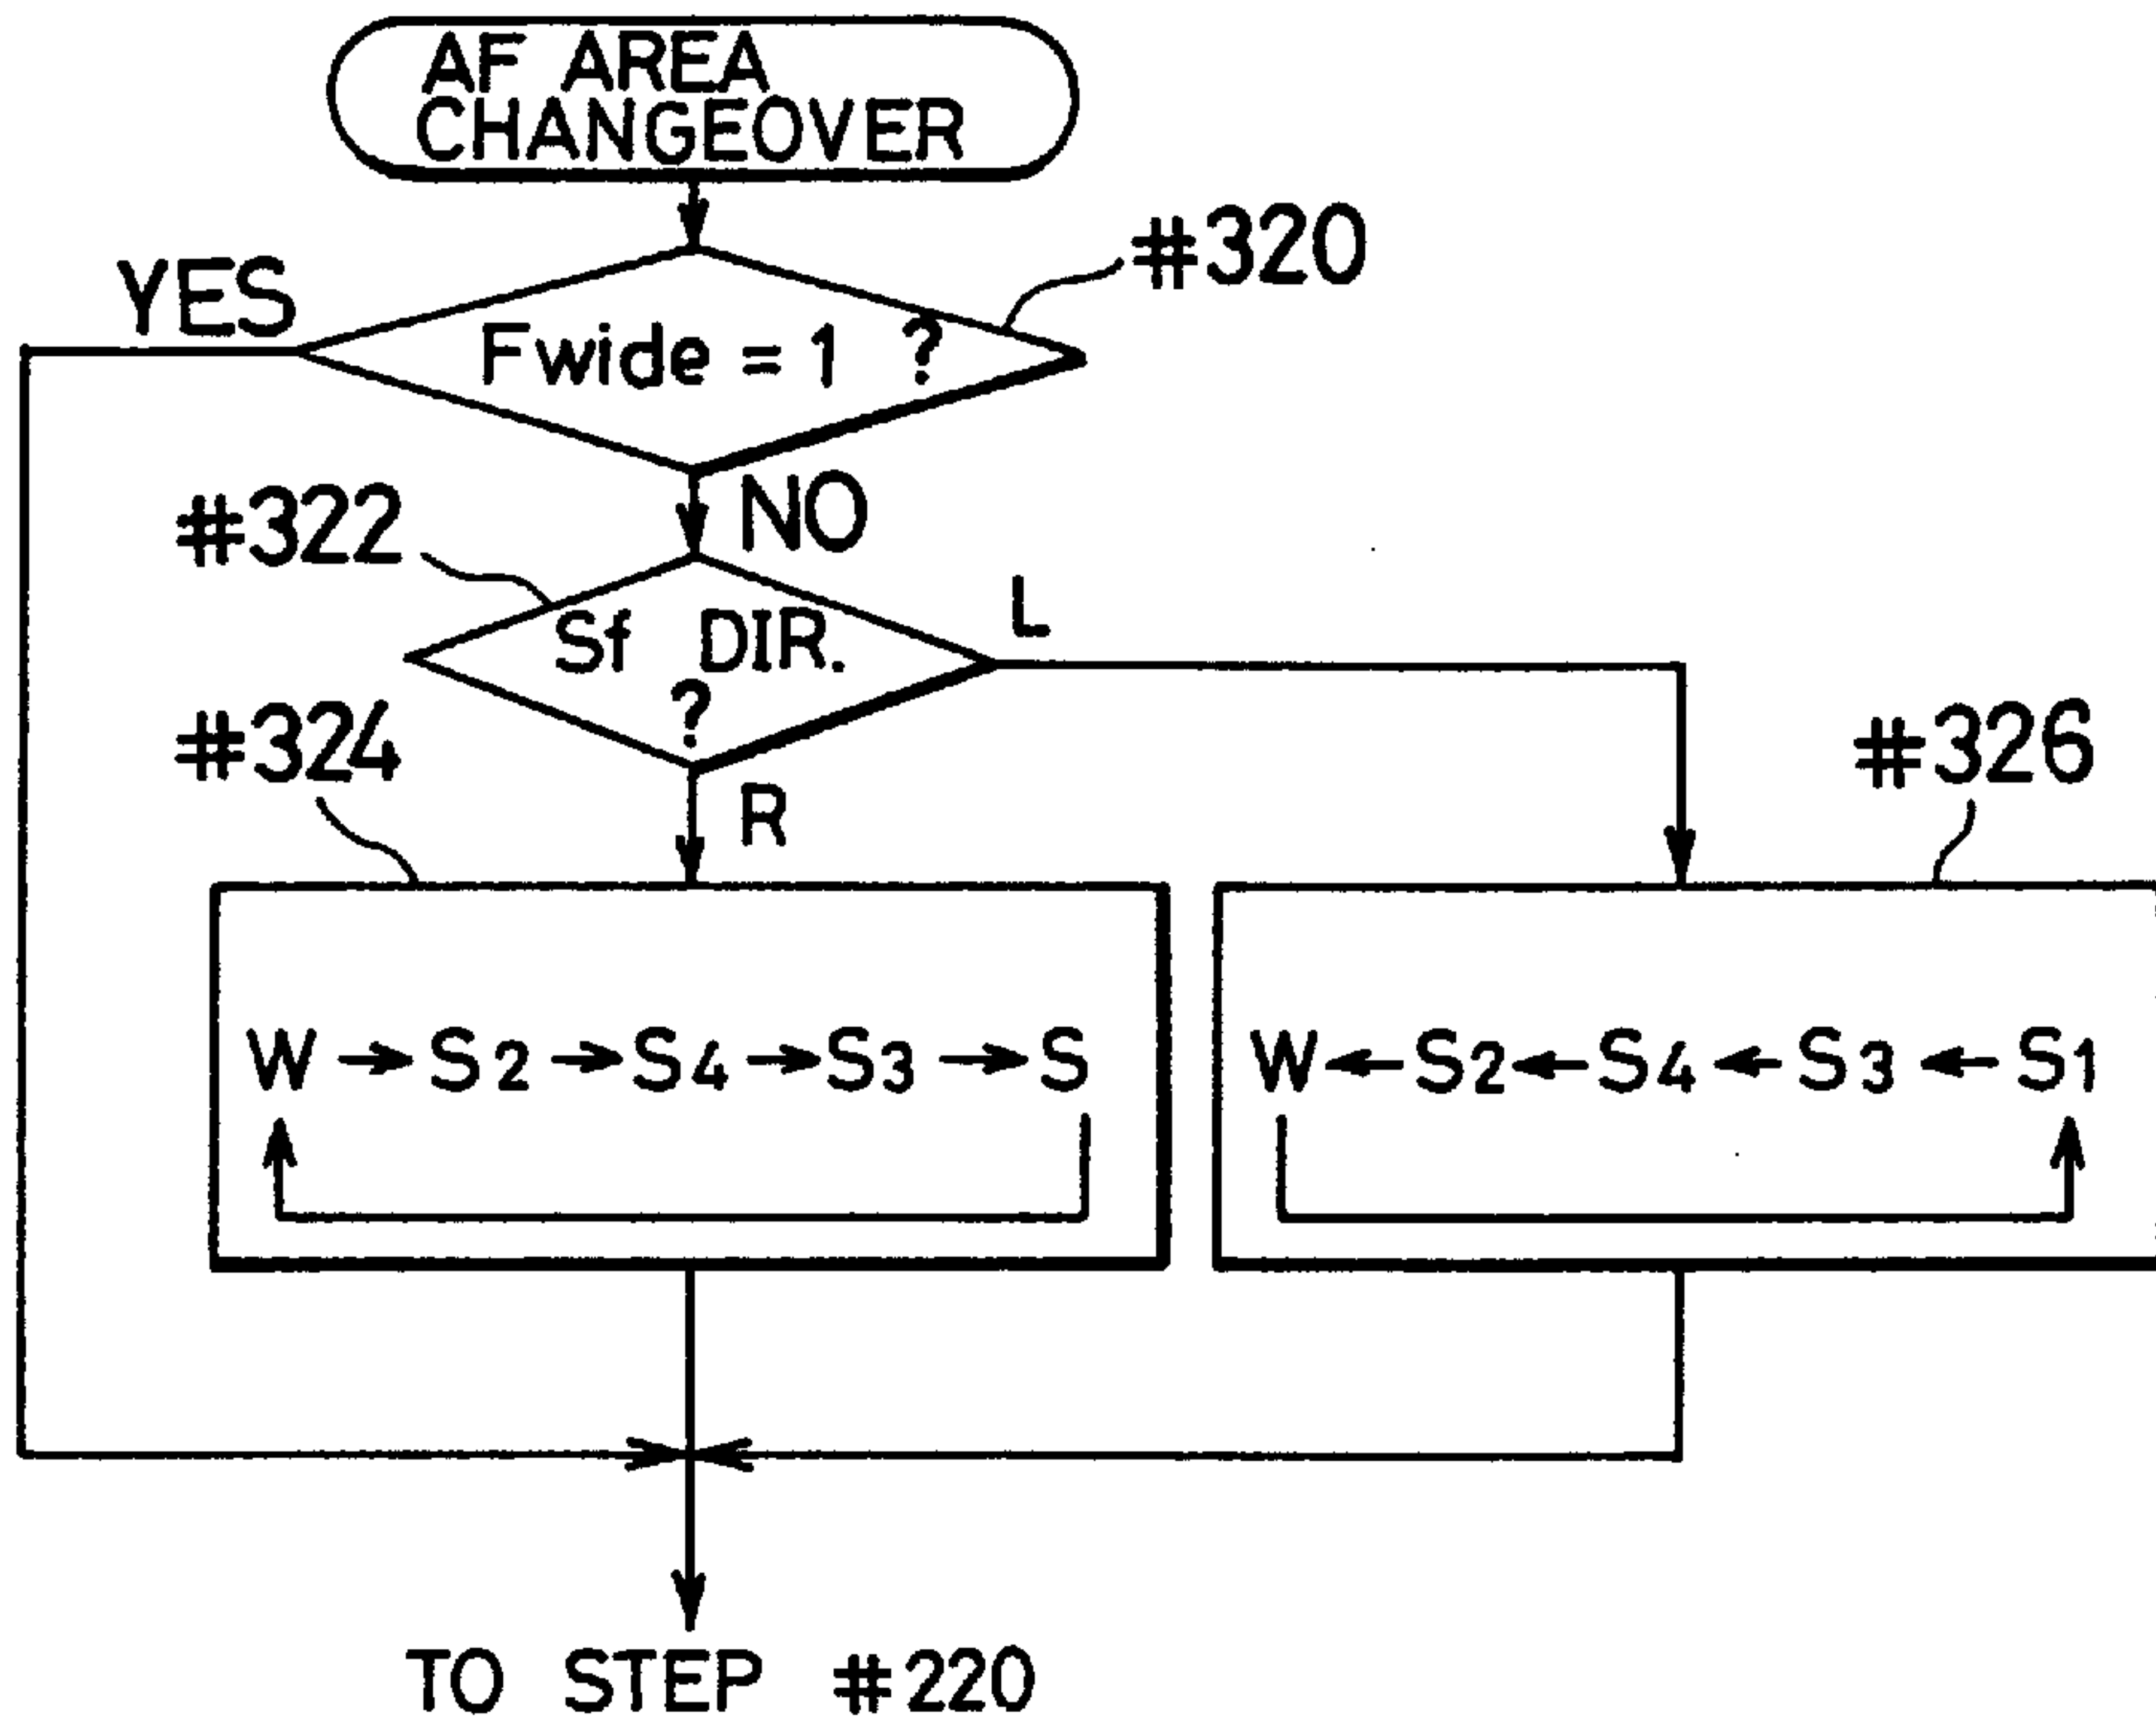 AF AREA
CHANGEOVER
#320
YES
Fwide = 1 ?
NO
#322
L
Sf DIR.
?
#324
#326
R
W → S2 → S4 → S3 → S
W ← S2 ← S4 ← S3 ← S1
TO STEP #220